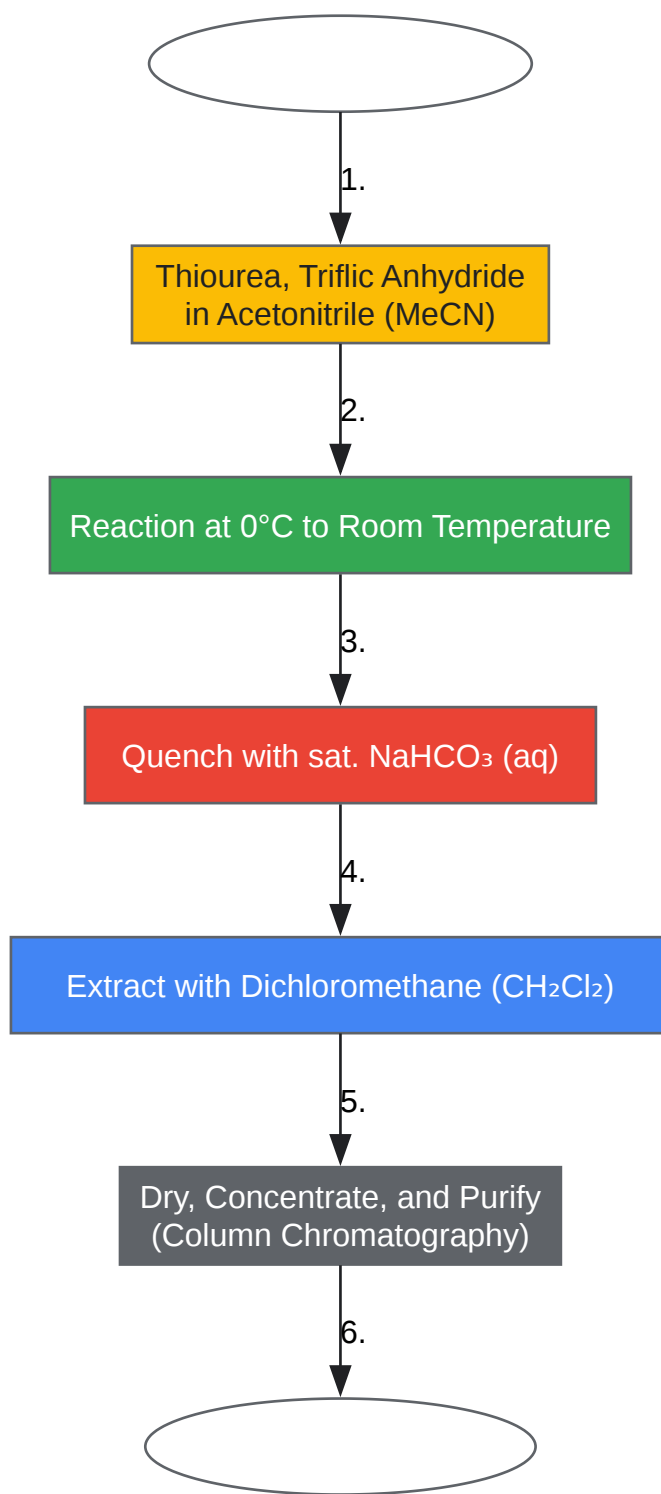 1.
Thiourea, Triflic Anhydride
in Acetonitrile (MeCN)
2.
Reaction at 0°C to Room Temperature
3.
Quench with sat. NaHCO₃ (aq)
4.
Extract with Dichloromethane (CH₂Cl₂)
5.
Dry, Concentrate, and Purify
(Column Chromatography)
6.